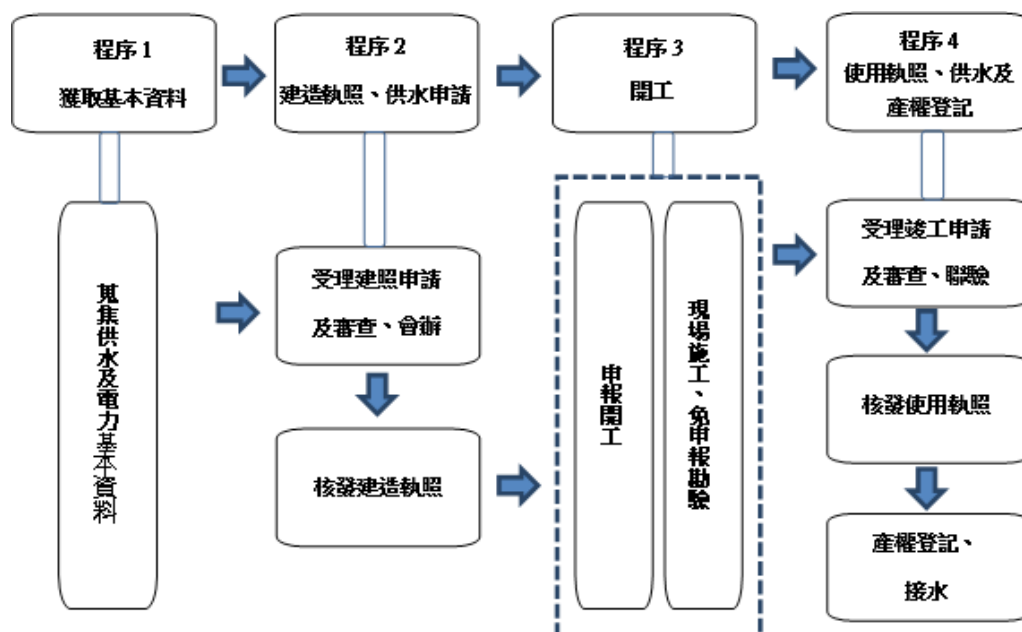 程序 1
獲取基本資料
程序 2
建造執照、供水申請
程序 3
開工
程序 4
使用執照、供水及
產權登記
蒐集供水及電力基本資料
受理建照申請
及審查、會辦
核發建造執照
申報開工
現場施工、免申報勘驗
受理竣工申請
及審查、聯驗
核發使用執照
產權登記、
接水